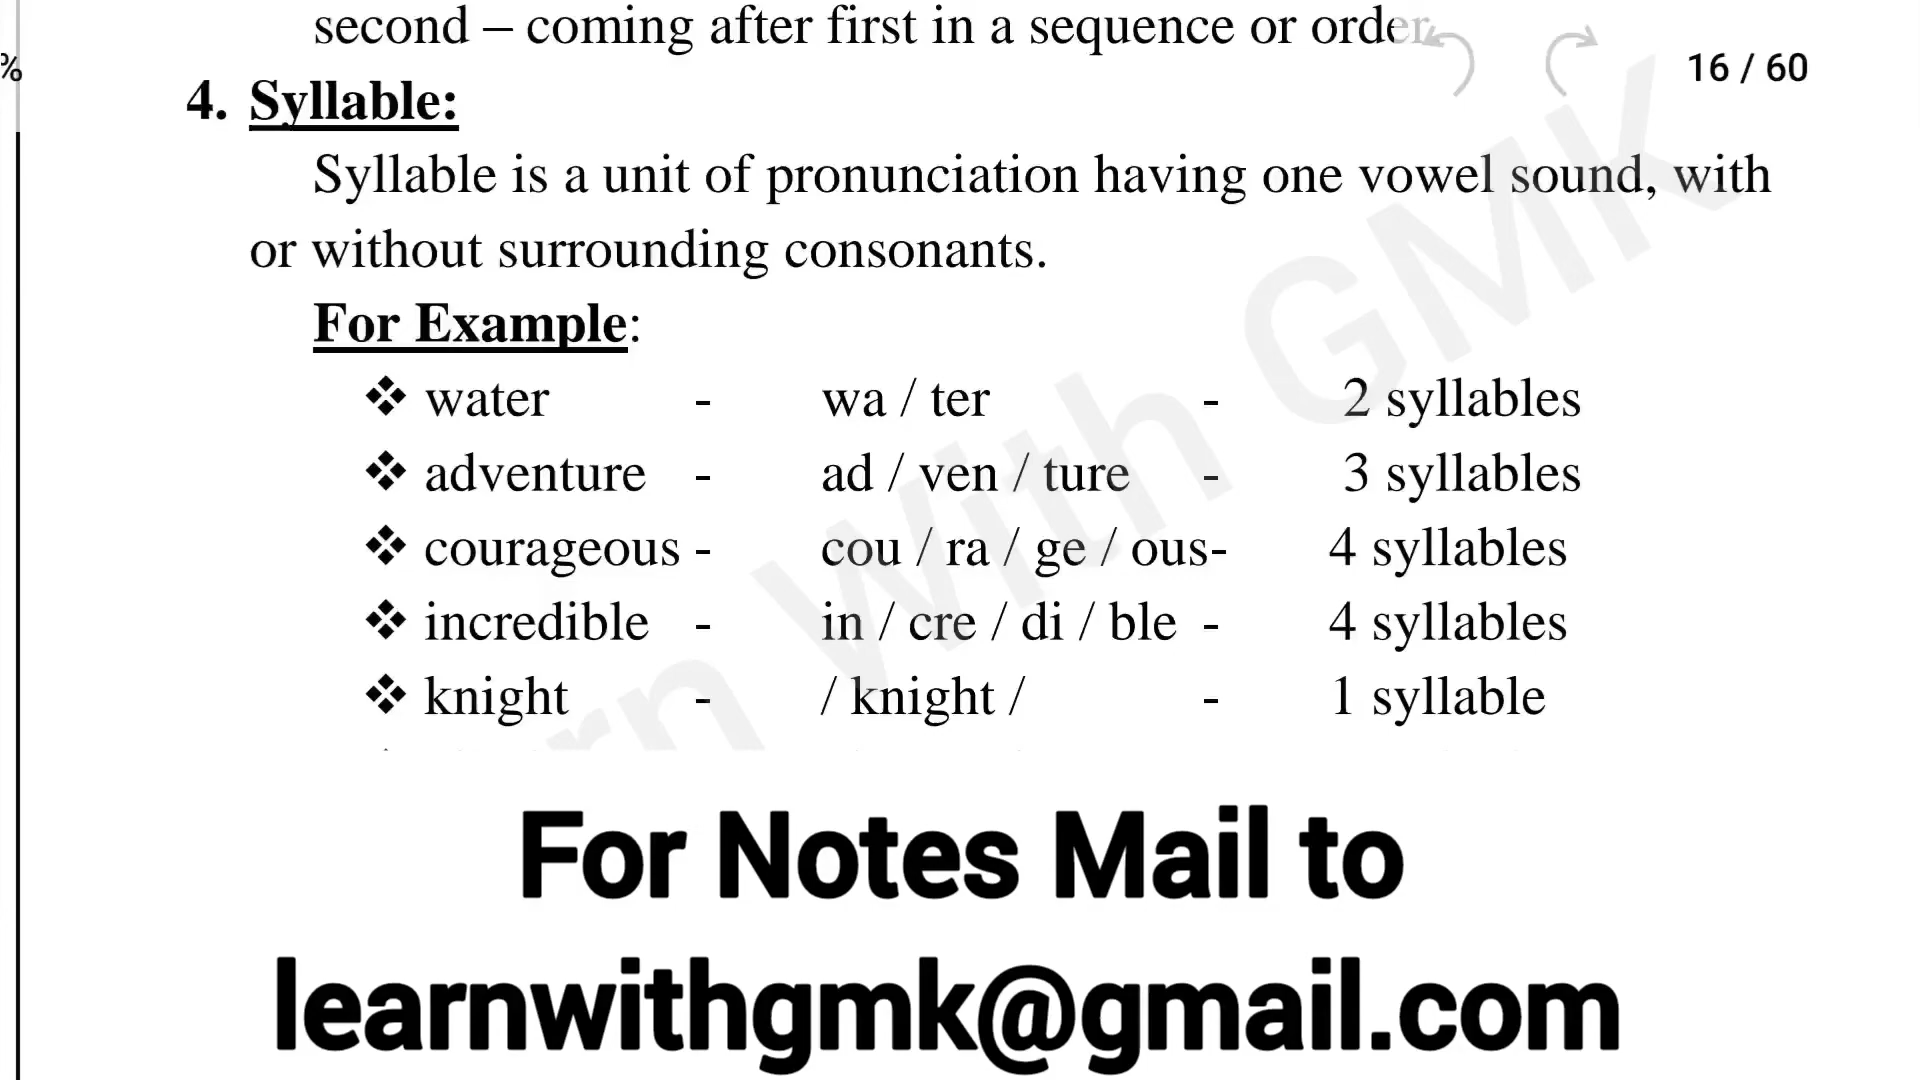 second – coming after first in a sequence or order
%
16 / 60
4. Syllable:
Syllable is a unit of pronunciation having one vowel sound, with
or without surrounding consonants.
For Example:
❖ water - wa / ter - 2 syllables
❖ adventure - ad / ven / ture - 3 syllables
❖ courageous - cou / ra / ge / ous- 4 syllables
❖ incredible - in / cre / di / ble - 4 syllables
❖ knight - / knight / - 1 syllable
rn With GMK
For Notes Mail to
learnwithgmk@gmail.com